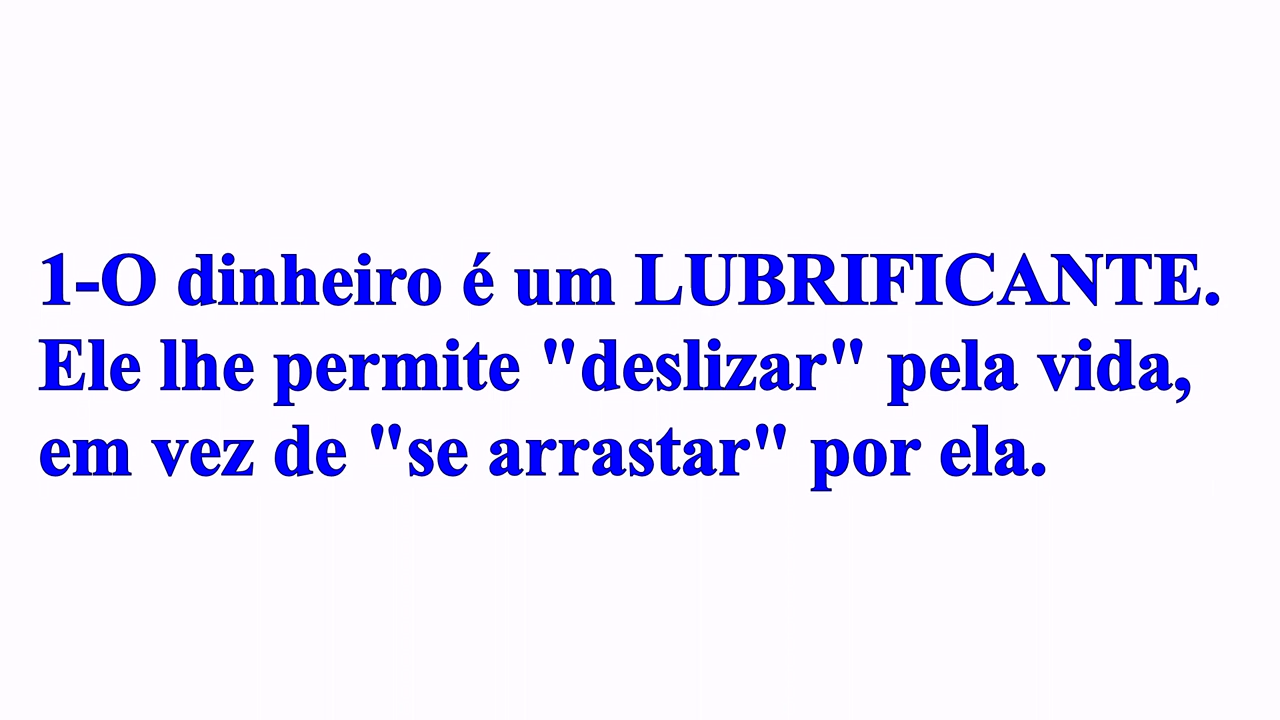 1-O dinheiro é um LUBRIFICANTE.
Ele lhe permite "deslizar" pela vida,
em vez de "se arrastar" por ela.